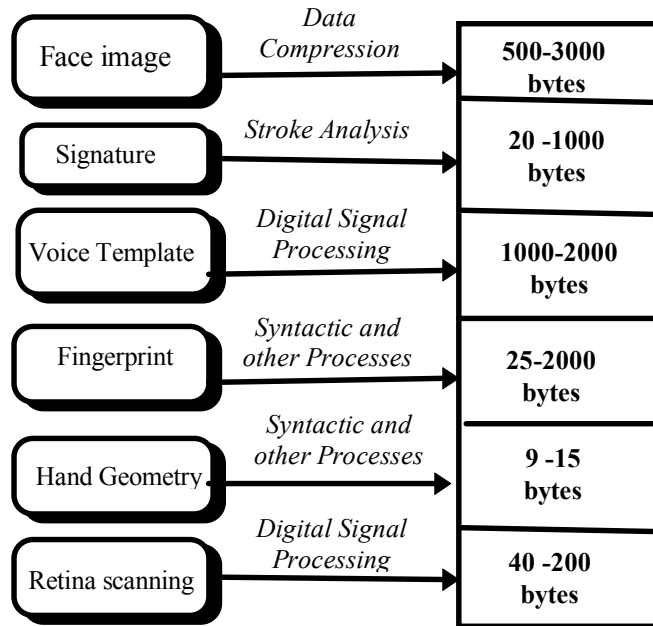 Face image
Data
Compression
500-3000
bytes
Signature
Stroke Analysis
20 -1000
bytes
Voice Template
Digital Signal
Processing
1000-2000
bytes
Fingerprint
Syntactic and
other Processes
25-2000
bytes
Hand Geometry
Syntactic and
other Processes
9 -15
bytes
Retina scanning
Digital Signal
Processing
40 -200
bytes